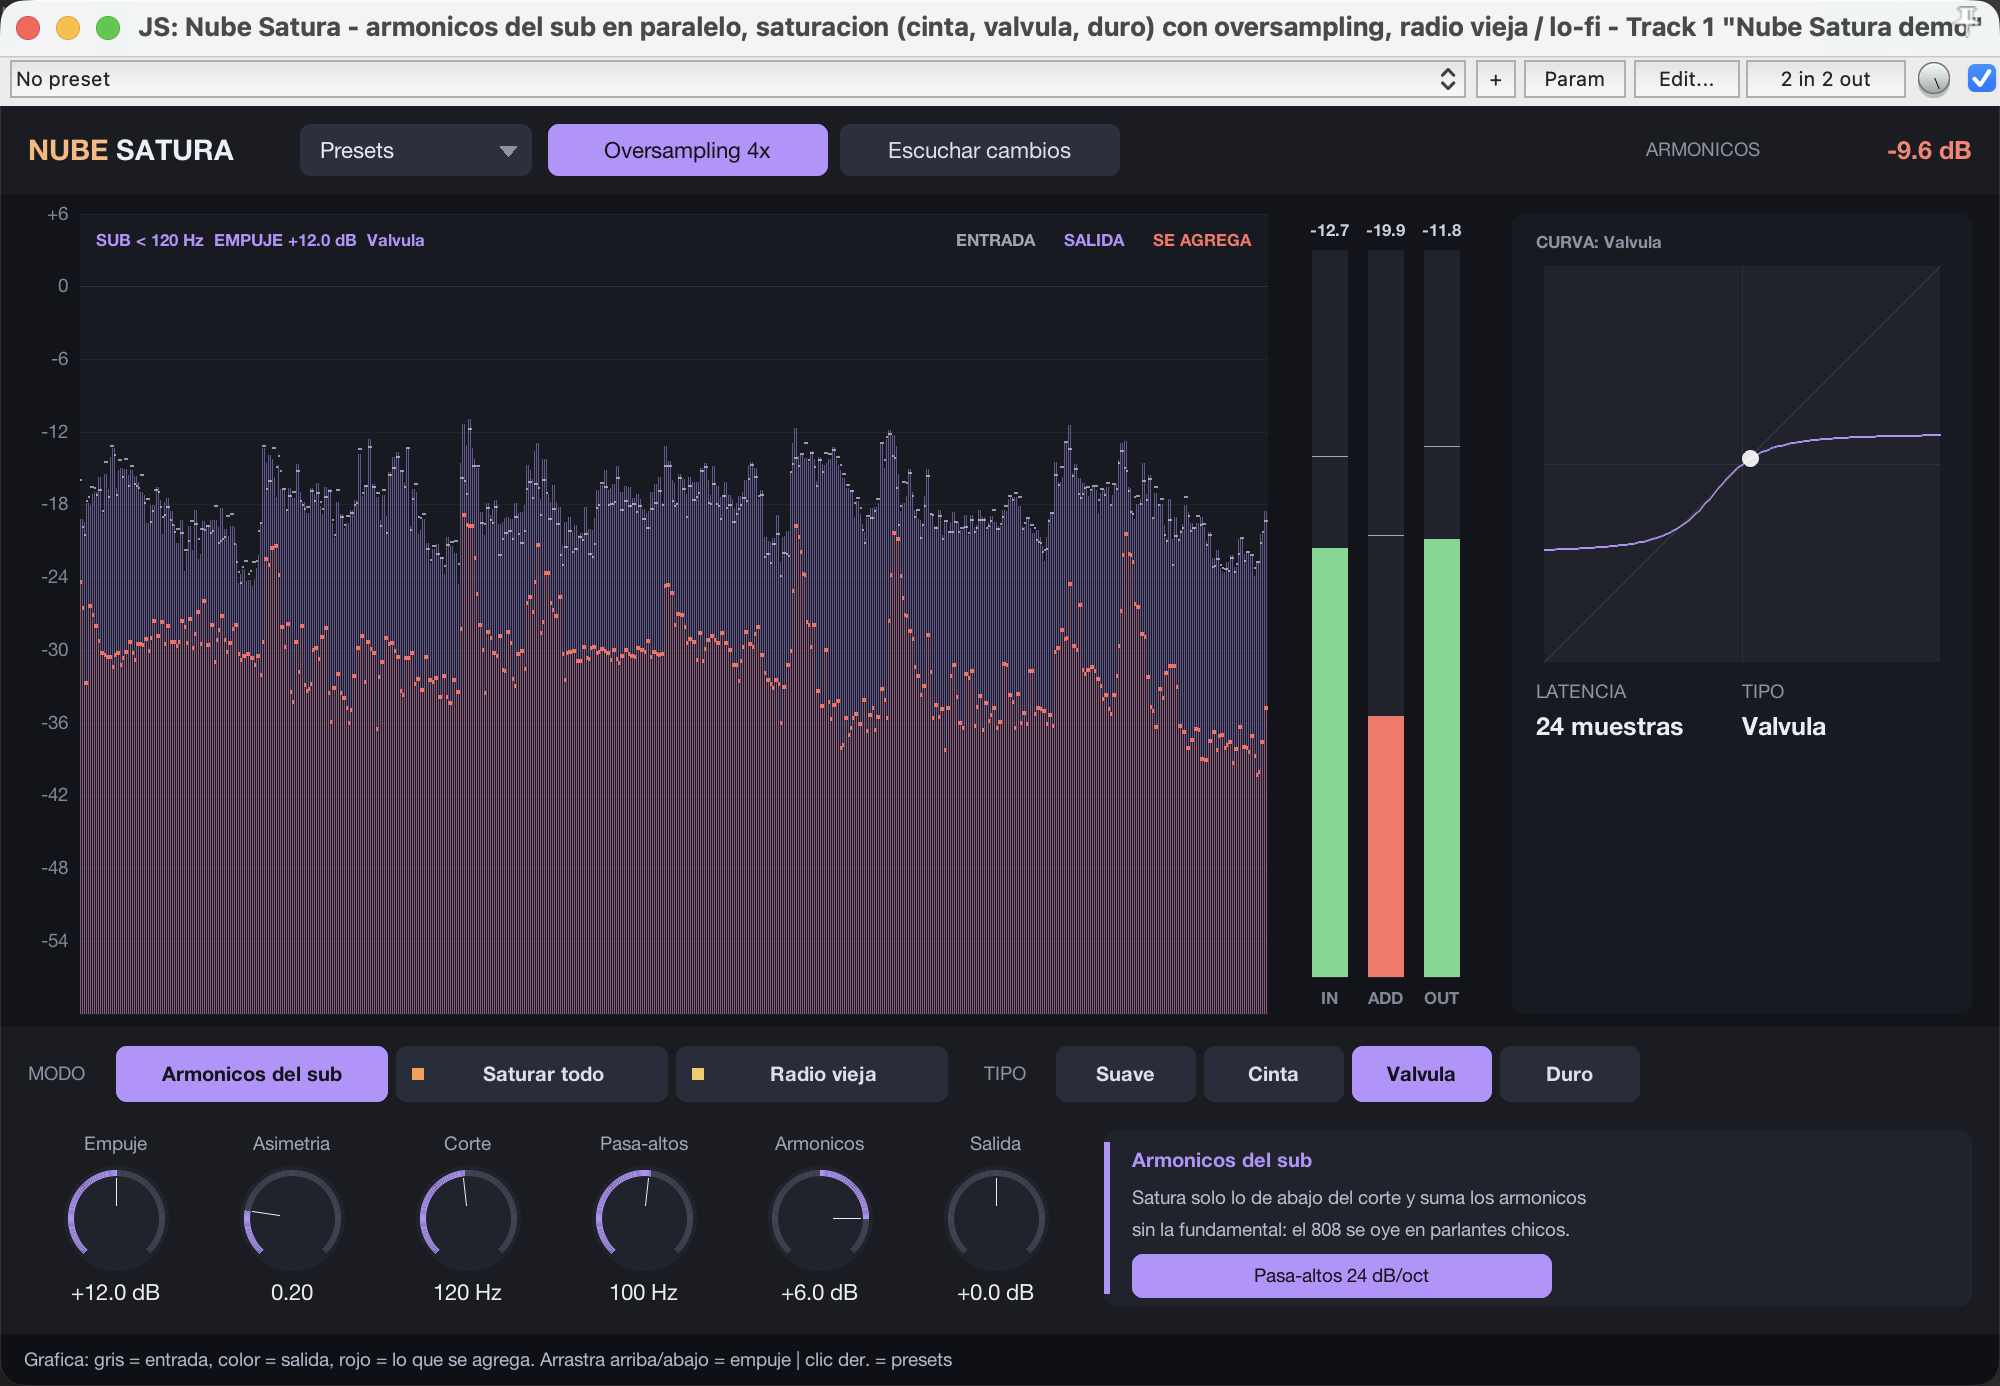 JS: Nube Satura - armonicos del sub en paralelo, saturacion (cinta, valvula, duro) con oversampling, radio vieja / lo-fi - Track 1 "Nube Satura demo"
No preset
+
Param
Edit...
2 in 2 out
NUBE SATURA
Presets
Oversampling 4x
Escuchar cambios
ARMONICOS
-9.6 dB
+6
0
-6
-12
-18
-24
-30
-36
-42
-48
-54
SUB < 120 Hz EMPUJE +12.0 dB Valvula
ENTRADA
SALIDA
SE AGREGA
-12.7
-19.9
-11.8
IN
ADD
OUT
CURVA: Valvula
LATENCIA
TIPO
24 muestras
Valvula
MODO
Armonicos del sub
Saturar todo
Radio vieja
TIPO
Suave
Cinta
Valvula
Duro
Empuje
Asimetria
Corte
Pasa-altos
Armonicos
Salida
+12.0 dB
0.20
120 Hz
100 Hz
+6.0 dB
+0.0 dB
Armonicos del sub
Satura solo lo de abajo del corte y suma los armonicos
sin la fundamental: el 808 se oye en parlantes chicos.
Pasa-altos 24 dB/oct
Grafica: gris = entrada, color = salida, rojo = lo que se agrega. Arrastra arriba/abajo = empuje | clic der. = presets